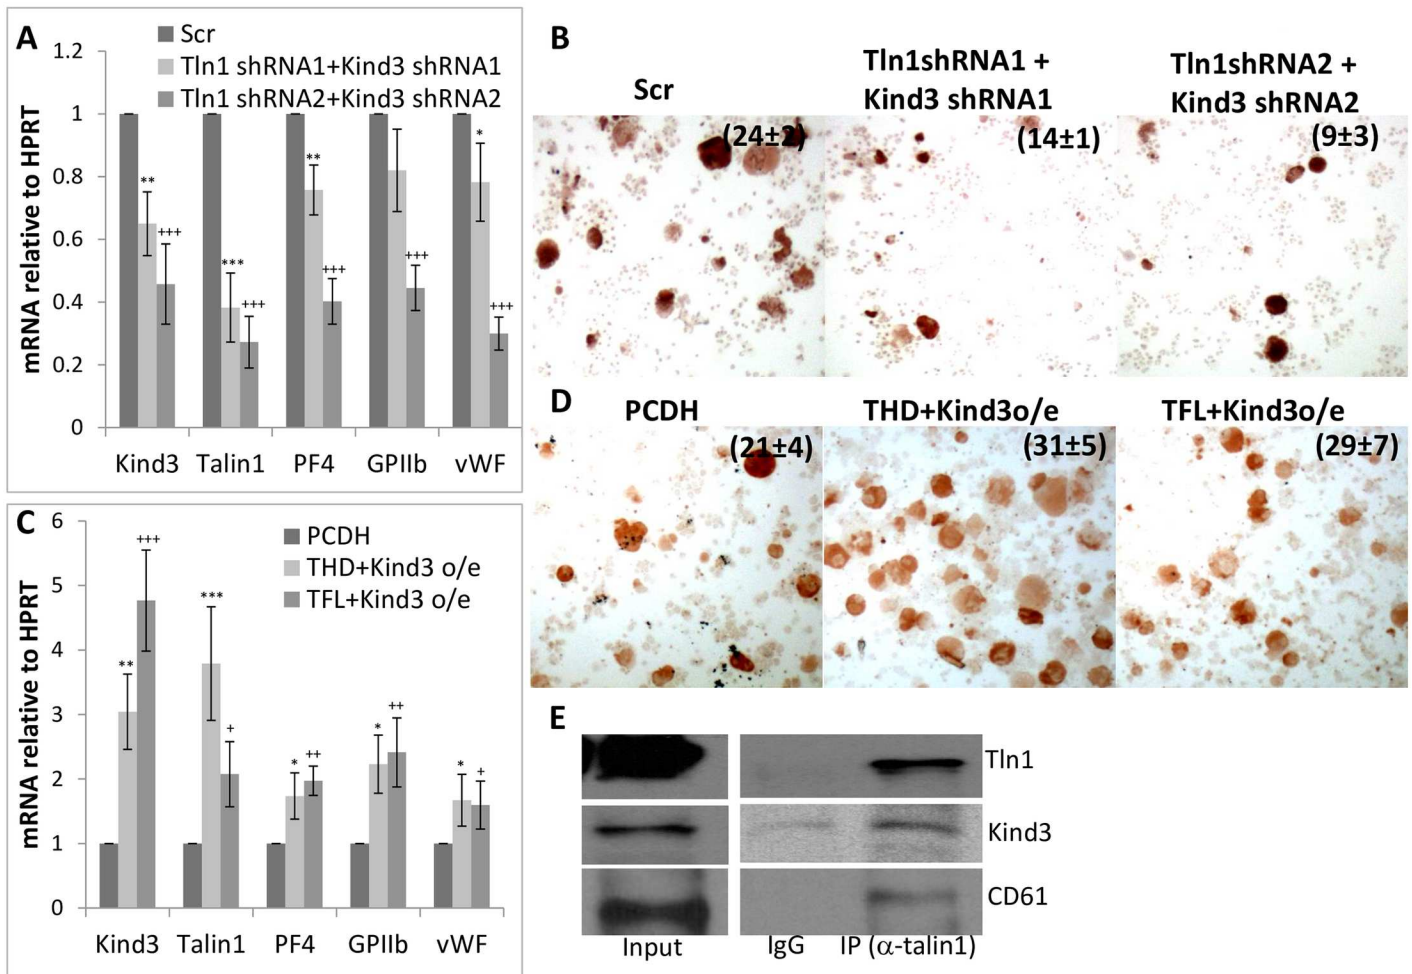 A
Scr
Tln1 shRNA1+Kind3 shRNA1
Tln1 shRNA2+Kind3 shRNA2
mRNA relative to HPRT
1.2
1
0.8
0.6
0.4
0.2
0
** +++
*** +++
** +++
+++
* +++
Kind3 Talin1 PF4 GPIIb vWF
B
Scr
Tln1shRNA1 +
Kind3 shRNA1
Tln1shRNA2 +
Kind3 shRNA2
(24±2)
(14±1)
(9±3)
C
PCDH
THD+Kind3 o/e
TFL+Kind3 o/e
mRNA relative to HPRT
6
5
4
3
2
1
0
** +++
*** +
* ++
* ++
* +
Kind3 Talin1 PF4 GPIIb vWF
D
PCDH THD+Kind3o/e TFL+Kind3o/e
(21±4) (31±5) (29±7)
E
Tln1
Kind3
CD61
Input IgG IP (α-talin1)